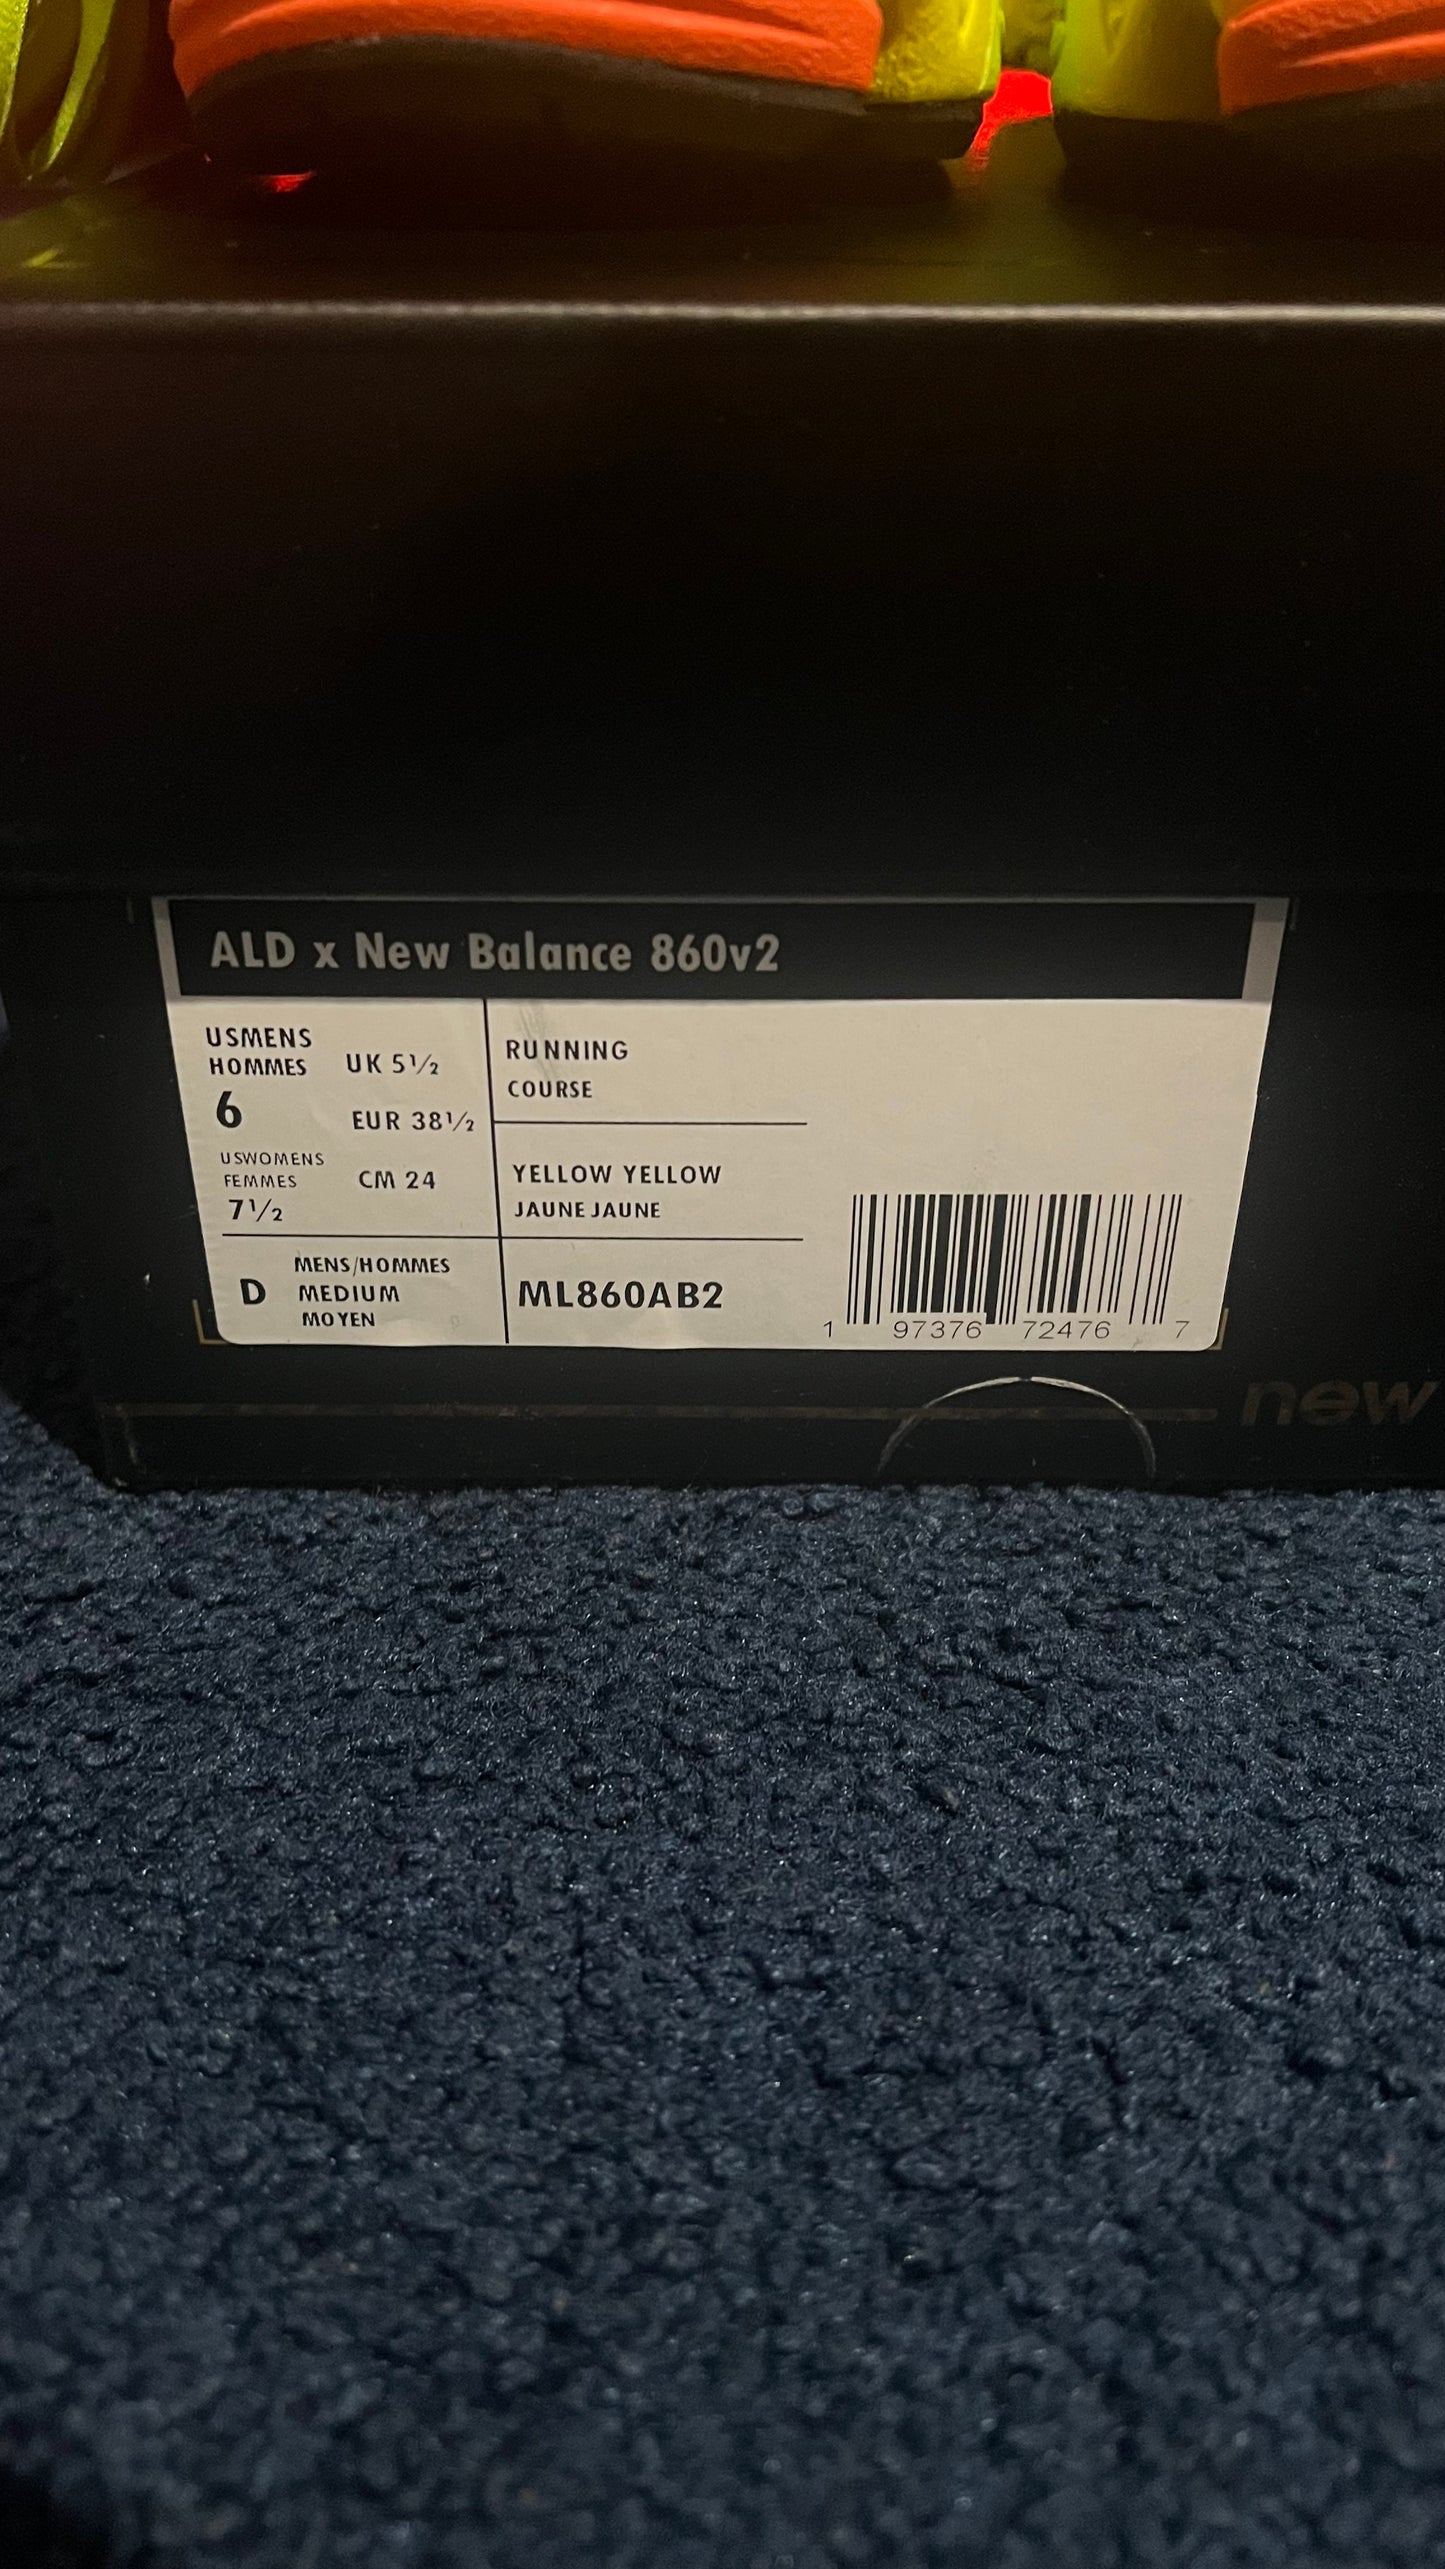 ALD x New Balance 860v2
USMENS
HOMMES
6
UK 5½
EUR 38½
CM 24
USWOMENS
FEMMES
7½
D
MENS/HOMMES
MEDIUM
MOYEN
RUNNING
COURSE
YELLOW YELLOW
JAUNE JAUNE
ML860AB2
1 97376 72476 7
new